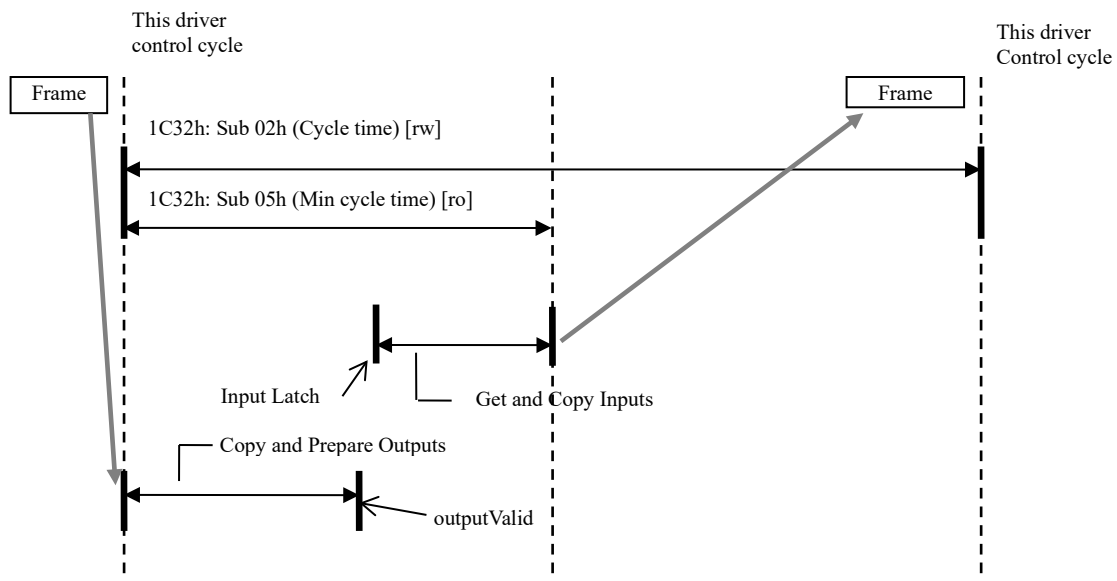 This driver
control cycle
This driver
Control cycle
Frame
Frame
1C32h: Sub 02h (Cycle time) [rw]
1C32h: Sub 05h (Min cycle time) [ro]
Input Latch
Get and Copy Inputs
Copy and Prepare Outputs
outputValid